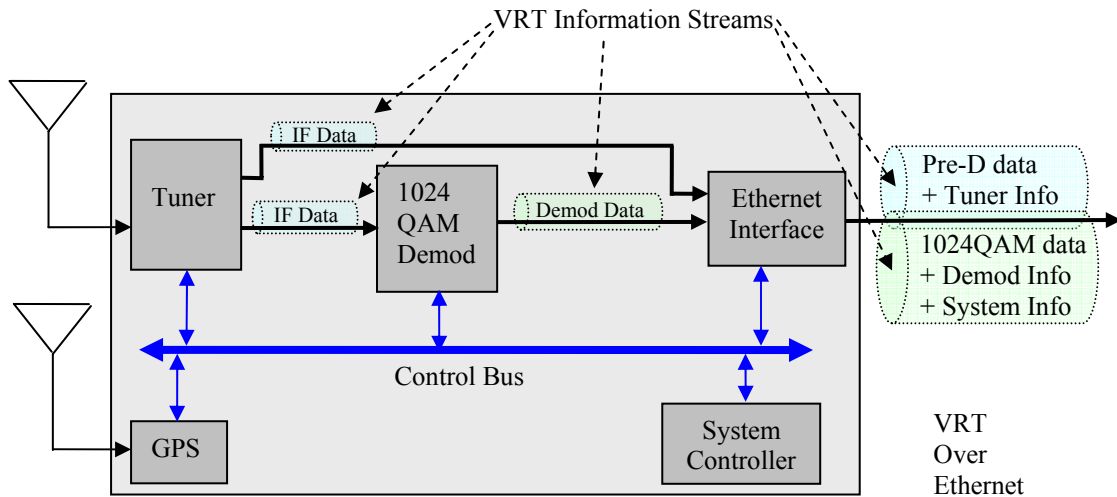 VRT Information Streams
IF Data
Tuner
IF Data
1024
QAM
Demod
Demod Data
Ethernet
Interface
Pre-D data
+ Tuner Info
1024QAM data
+ Demod Info
+ System Info
Control Bus
GPS
System
Controller
VRT
Over
Ethernet